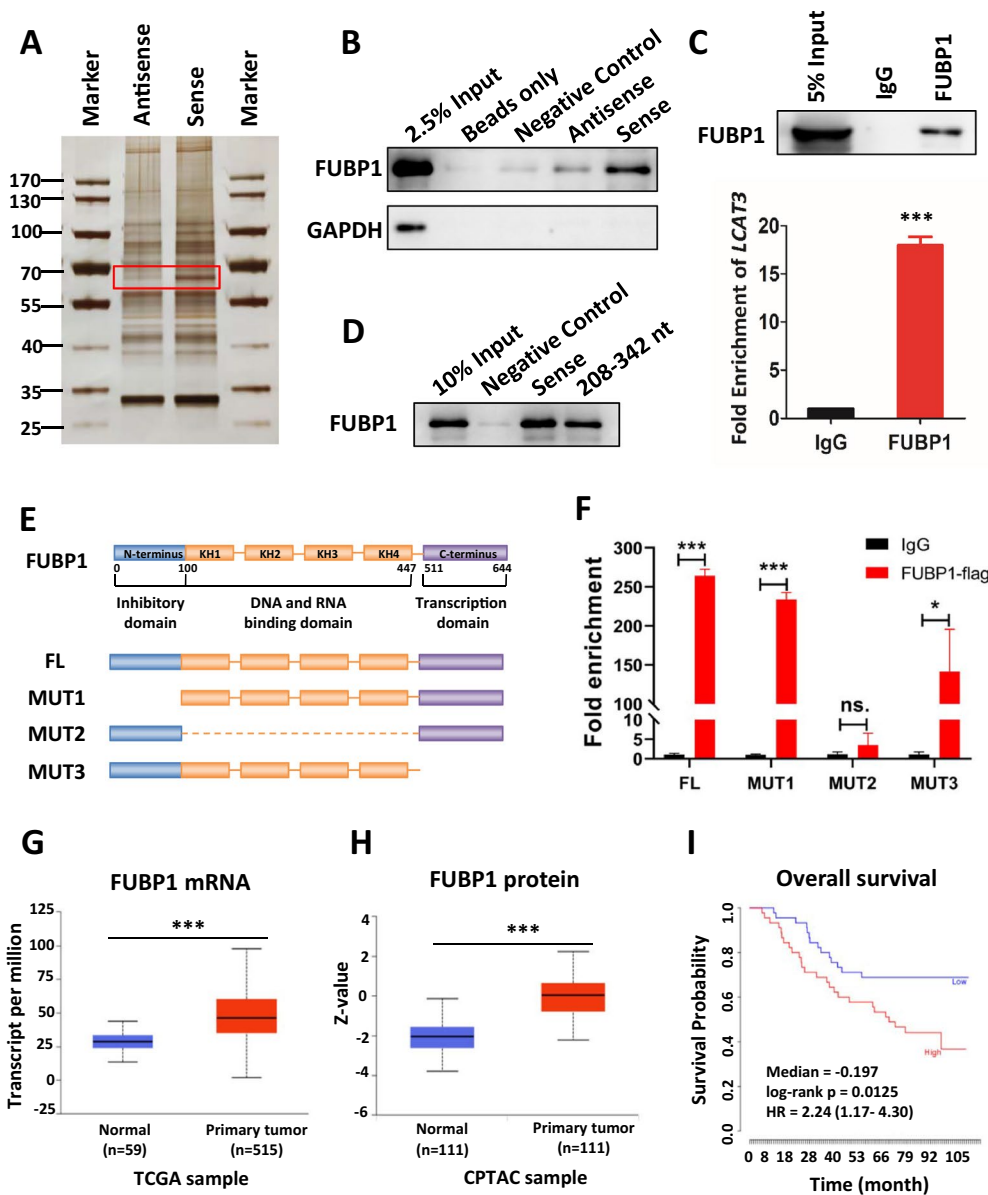 A
Marker
Antisense
Sense
Marker
170
130
100
70
55
40
35
25
B
2.5% Input
Beads only
Negative Control
Antisense
Sense
FUBP1
GAPDH
C
5% Input
IgG
FUBP1
FUBP1
Fold Enrichment of LCAT3
20
15
10
5
0
***
IgG
FUBP1
D
10% Input
Negative Control
Sense
208-342 nt
FUBP1
E
FUBP1
N-terminus
KH1
KH2
KH3
KH4
C-terminus
0
100
447
511
644
Inhibitory
domain
DNA and RNA
binding domain
Transcription
domain
FL
MUT1
MUT2
MUT3
F
Fold enrichment
300
250
200
150
100
10
5
0
***
***
ns.
*
IgG
FUBP1-flag
FL
MUT1
MUT2
MUT3
G
FUBP1 mRNA
Transcript per million
125
100
75
50
25
0
-25
***
Normal
(n=59)
Primary tumor
(n=515)
TCGA sample
H
FUBP1 protein
Z-value
4
2
0
-2
-4
-6
***
Normal
(n=111)
Primary tumor
(n=111)
CPTAC sample
I
Overall survival
Survival Probability
1.0
0.8
0.6
0.4
0.2
0.0
Low
High
Median = -0.197
log-rank p = 0.0125
HR = 2.24 (1.17- 4.30)
0 8 18 28 40 53 66 79 92 105
Time (month)